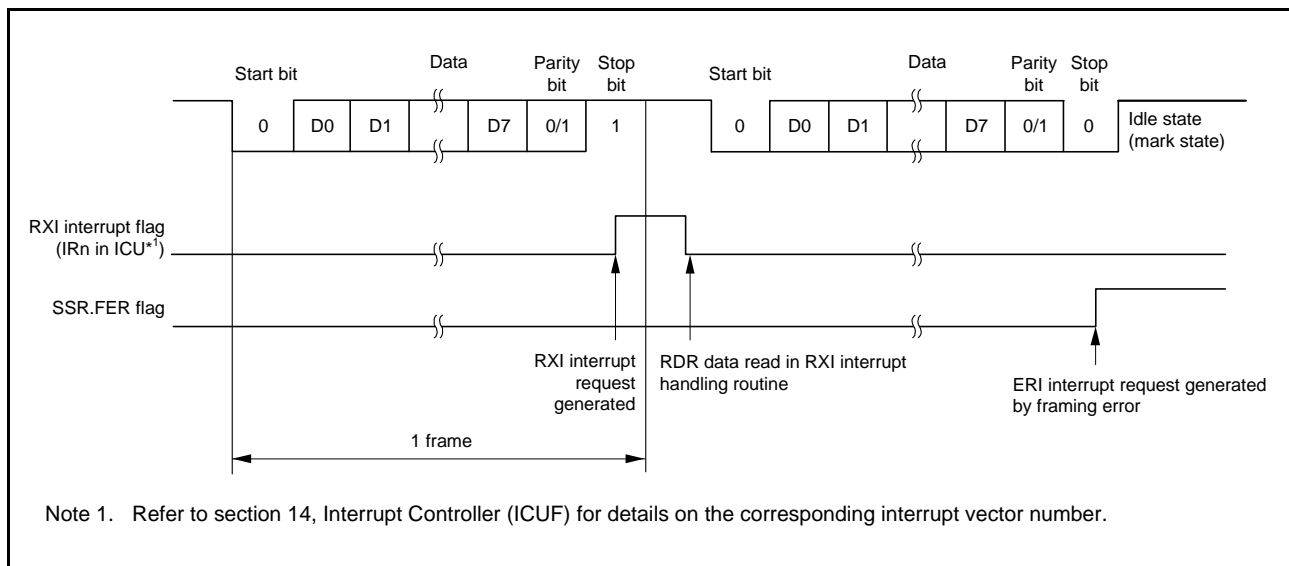 Start bit Data Parity bit Stop bit Start bit Data Parity bit Stop bit
0 D0 D1 D7 0/1 1 0 D0 D1 D7 0/1 0
Idle state
(mark state)
RXI interrupt flag
(IRn in ICU*1)
SSR.FER flag
RXI interrupt
request
generated
RDR data read in RXI interrupt
handling routine
ERI interrupt request generated
by framing error
1 frame
Note 1. Refer to section 14, Interrupt Controller (ICUF) for details on the corresponding interrupt vector number.